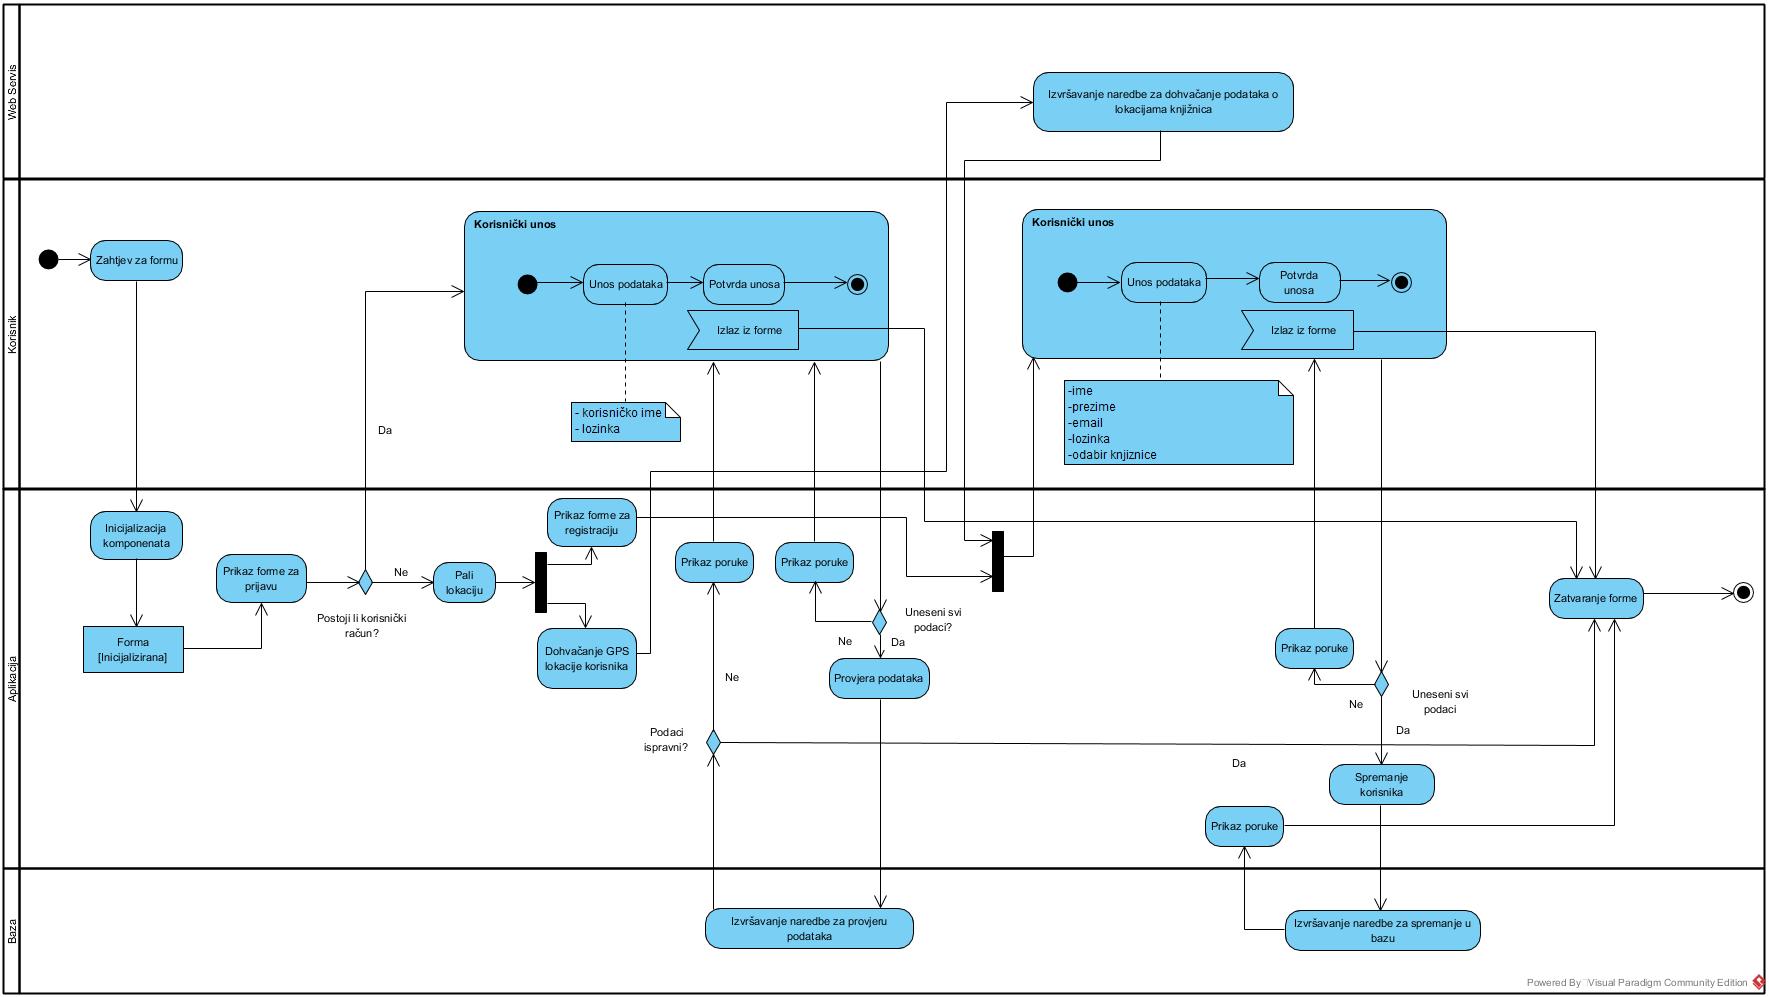 Web Servis
Izvršavanje naredbe za dohvačanje podataka o
lokacijama knjižnica
Korisnik
Zahtjev za formu
Korisnički unos
Unos podataka
Potvrda unosa
Izlaz iz forme
- korisničko ime
- lozinka
Da
Korisnički unos
Unos podataka
Potvrda
unosa
Izlaz iz forme
-ime
-prezime
-email
-lozinka
-odabir knjiznice
Aplikacija
Inicijalizacija
komponenata
Forma
[Inicijalizirana]
Prikaz forme za
prijavu
Postoji li korisnički
račun?
Ne
Pali
lokaciju
Prikaz forme za
registraciju
Dohvačanje GPS
lokacije korisnika
Prikaz poruke
Prikaz poruke
Uneseni svi
podaci?
Ne
Da
Provjera podataka
Ne
Podaci
ispravni?
Da
Zatvaranje forme
Prikaz poruke
Uneseni svi
podaci
Ne
Da
Spremanje
korisnika
Prikaz poruke
Baza
Izvršavanje naredbe za provjeru
podataka
Izvršavanje naredbe za spremanje u
bazu
Powered By Visual Paradigm Community Edition